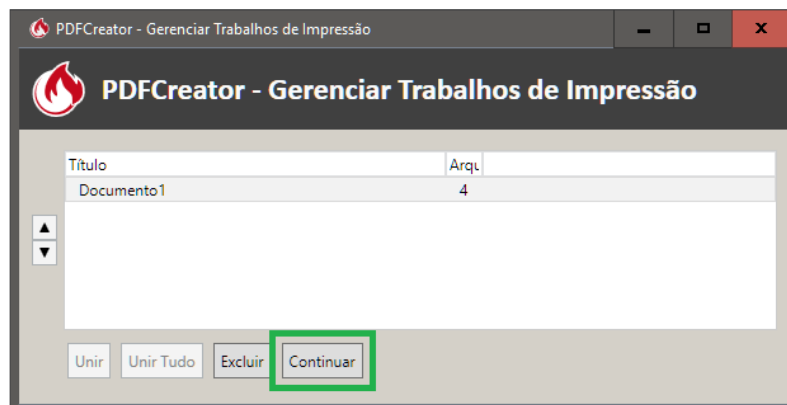 PDFCreator - Gerenciar Trabalhos de Impressão
PDFCreator - Gerenciar Trabalhos de Impressão
Título Arqu
Documento1 4
Unir Unir Tudo Excluir Continuar